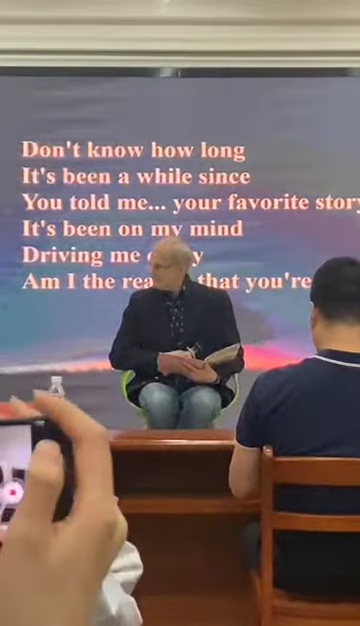 Don't know how long
It's been a while since
You told me... your favorite story
It's been on my mind
Driving me
Am I the that you're